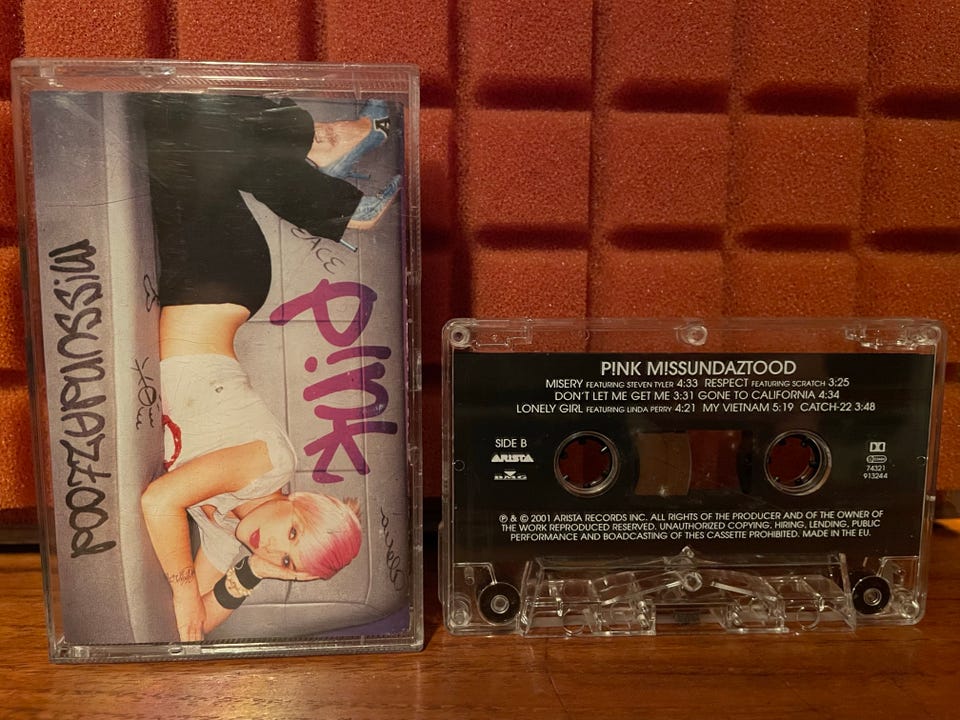 M!SSUNDAZTOOD
P!NK
FACE
A
P!NK M!SSUNDAZTOOD
MISERY FEATURING STEVEN TYLER 4:33 RESPECT FEATURING SCRATCH 3:25
DON'T LET ME GET ME 3:31 GONE TO CALIFORNIA 4:34
LONELY GIRL FEATURING LINDA PERRY 4:21 MY VIETNAM 5:19 CATCH-22 3:48
SIDE B
ARISTA
BMG
74321
913244
℗ & © 2001 ARISTA RECORDS INC. ALL RIGHTS OF THE PRODUCER AND OF THE OWNER OF
THE WORK REPRODUCED RESERVED. UNAUTHORIZED COPYING, HIRING, LENDING, PUBLIC
PERFORMANCE AND BOADCASTING OF THIS CASSETTE PROHIBITED. MADE IN THE EU.